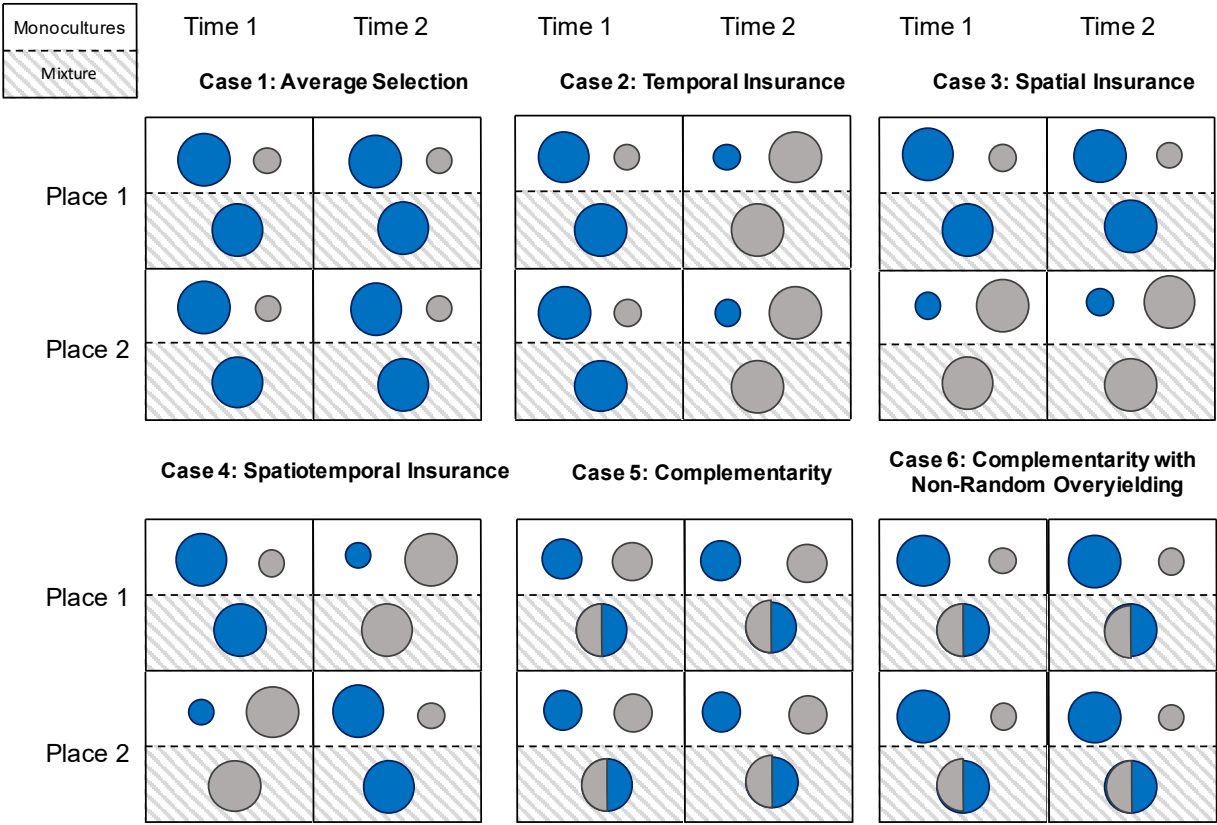 Monocultures
Mixture
Time 1
Time 2
Time 1
Time 2
Time 1
Time 2
Case 1: Average Selection
Case 2: Temporal Insurance
Case 3: Spatial Insurance
Place 1
Place 2
Case 4: Spatiotemporal Insurance
Case 5: Complementarity
Case 6: Complementarity with
Non-Random Overyielding
Place 1
Place 2